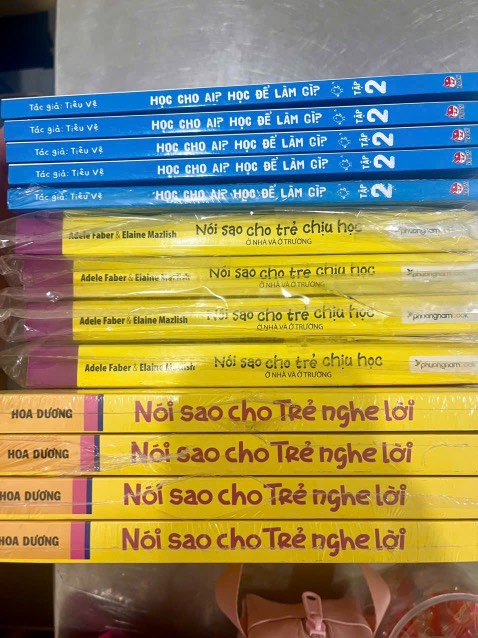 Tác giả: Tiểu Vệ HỌC CHO AI? HỌC ĐỂ LÀM GÌ? TẬP 2
Tác giả: Tiểu Vệ HỌC CHO AI? HỌC ĐỂ LÀM GÌ? TẬP 2
Tác giả: Tiểu Vệ HỌC CHO AI? HỌC ĐỂ LÀM GÌ? TẬP 2
Tác giả: Tiểu Vệ HỌC CHO AI? HỌC ĐỂ LÀM GÌ? TẬP 2
Tác giả: Tiểu Vệ HỌC CHO AI? HỌC ĐỂ LÀM GÌ? TẬP 2
Adele Faber & Elaine Mazlish Nói sao cho trẻ chịu học phuongnambook
Ở NHÀ VÀ Ở TRƯỜNG
Adele Faber & Elaine Mazlish Nói sao cho trẻ chịu học phuongnambook
Ở NHÀ VÀ Ở TRƯỜNG
Adele Faber & Elaine Mazlish Nói sao cho trẻ chịu học phuongnambook
Ở NHÀ VÀ Ở TRƯỜNG
Adele Faber & Elaine Mazlish Nói sao cho trẻ chịu học phuongnambook
Ở NHÀ VÀ Ở TRƯỜNG
HOA DƯƠNG Nói sao cho TRẺ nghe lời
HOA DƯƠNG Nói sao cho TRẺ nghe lời
HOA DƯƠNG Nói sao cho TRẺ nghe lời
HOA DƯƠNG Nói sao cho TRẺ nghe lời